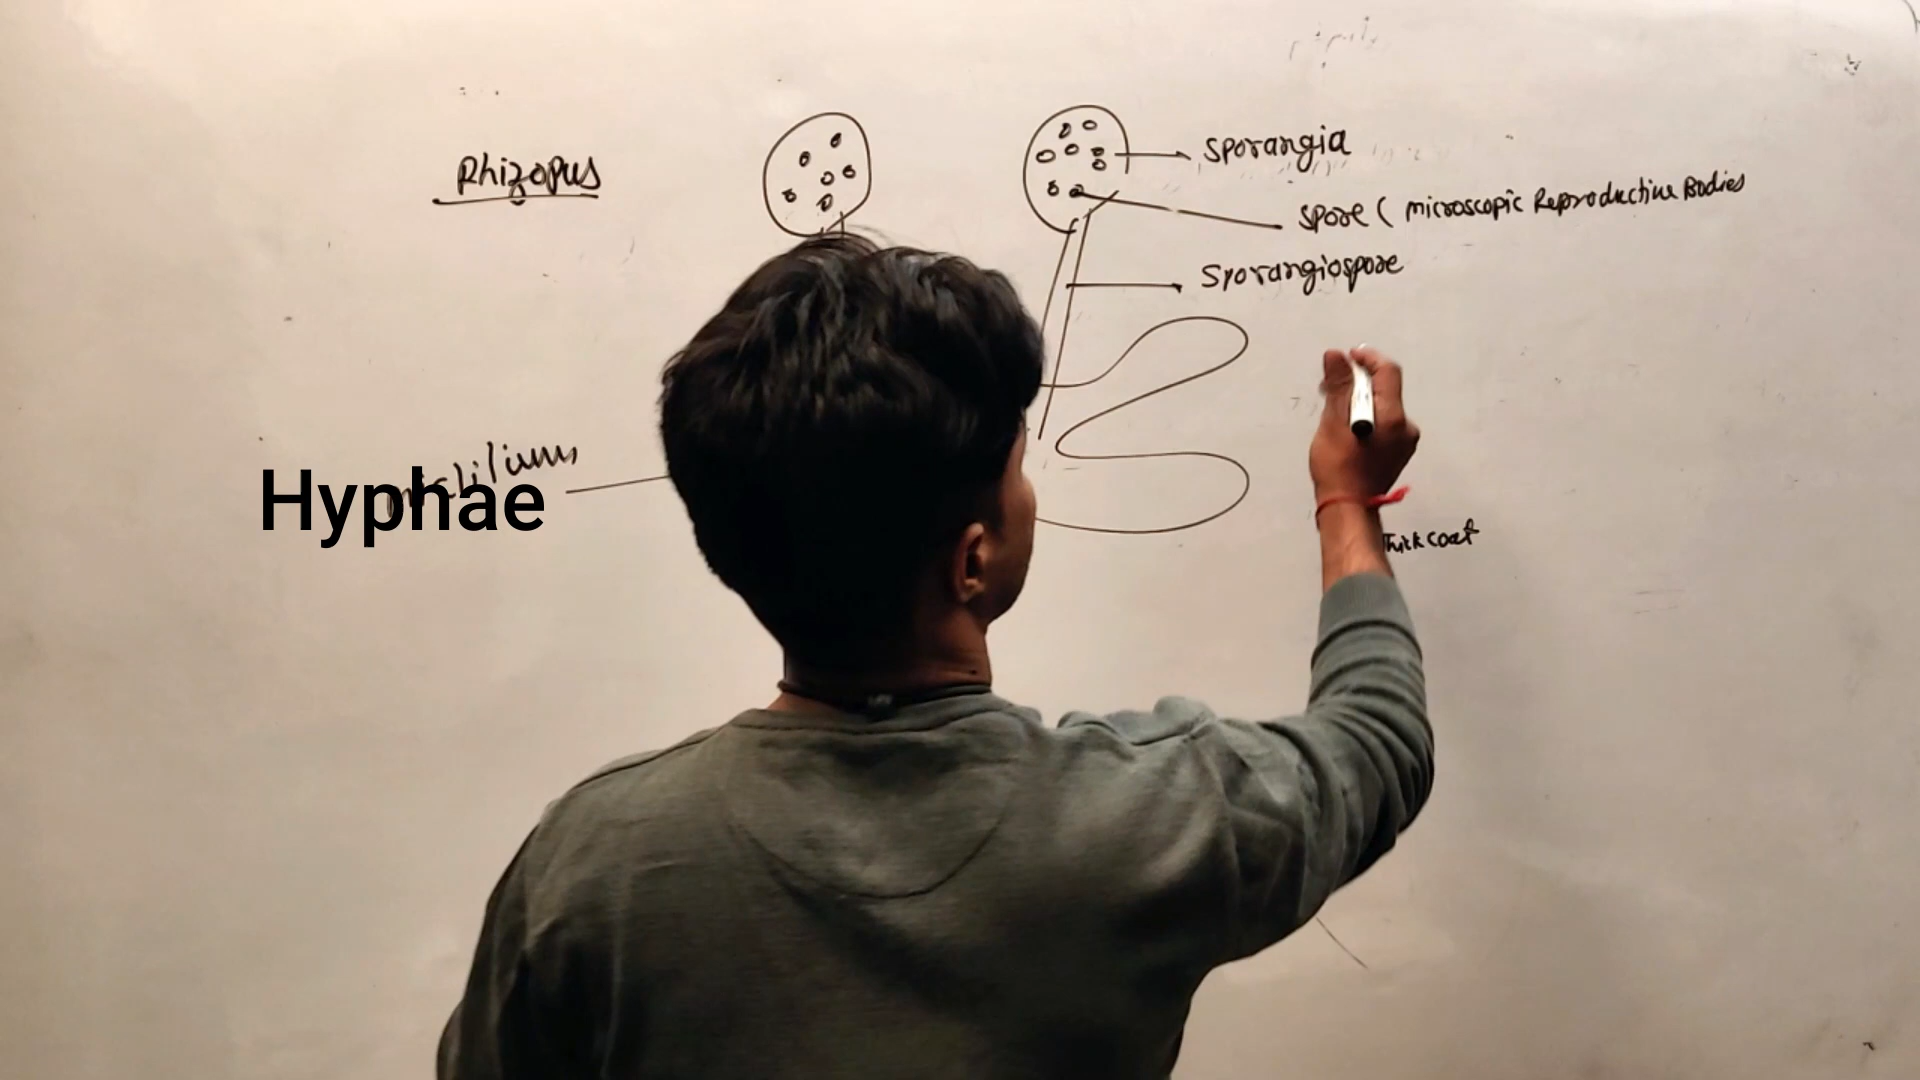 Rhizopus
Sporangia
Spore ( microscopic Reproductive Bodies
Sporangiospore
Hyphae
Thick coat